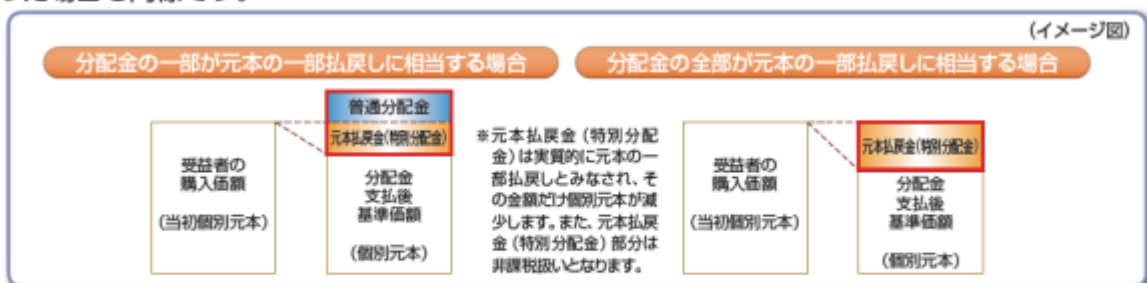 (イメージ図)
分配金の一部が元本の一部払戻しに相当する場合
普通分配金
元本払戻金(特別分配金)
受益者の
購入価額
(当初個別元本)
分配金
支払後
基準価額
(個別元本)
※元本払戻金(特別分配
金)は実質的に元本の一
部払戻しとみなされ、そ
の金額だけ個別元本が減
少します。また、元本払戻
金(特別分配金)部分は
非課税扱いとなります。
分配金の全部が元本の一部払戻しに相当する場合
元本払戻金(特別分配金)
受益者の
購入価額
(当初個別元本)
分配金
支払後
基準価額
(個別元本)